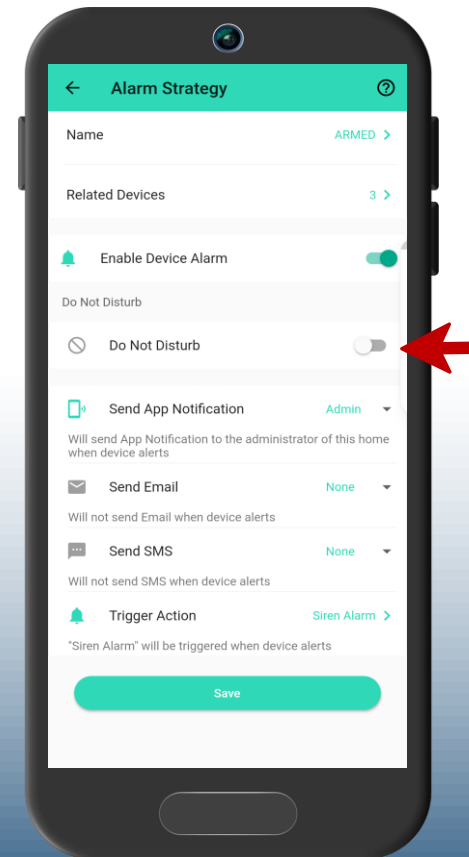 Alarm Strategy
Name
ARMED
Related Devices
3
Enable Device Alarm
Do Not Disturb
Do Not Disturb
Send App Notification
Admin
Will send App Notification to the administrator of this home
when device alerts
Send Email
None
Will not send Email when device alerts
Send SMS
None
Will not send SMS when device alerts
Trigger Action
Siren Alarm
"Siren Alarm" will be triggered when device alerts
Save